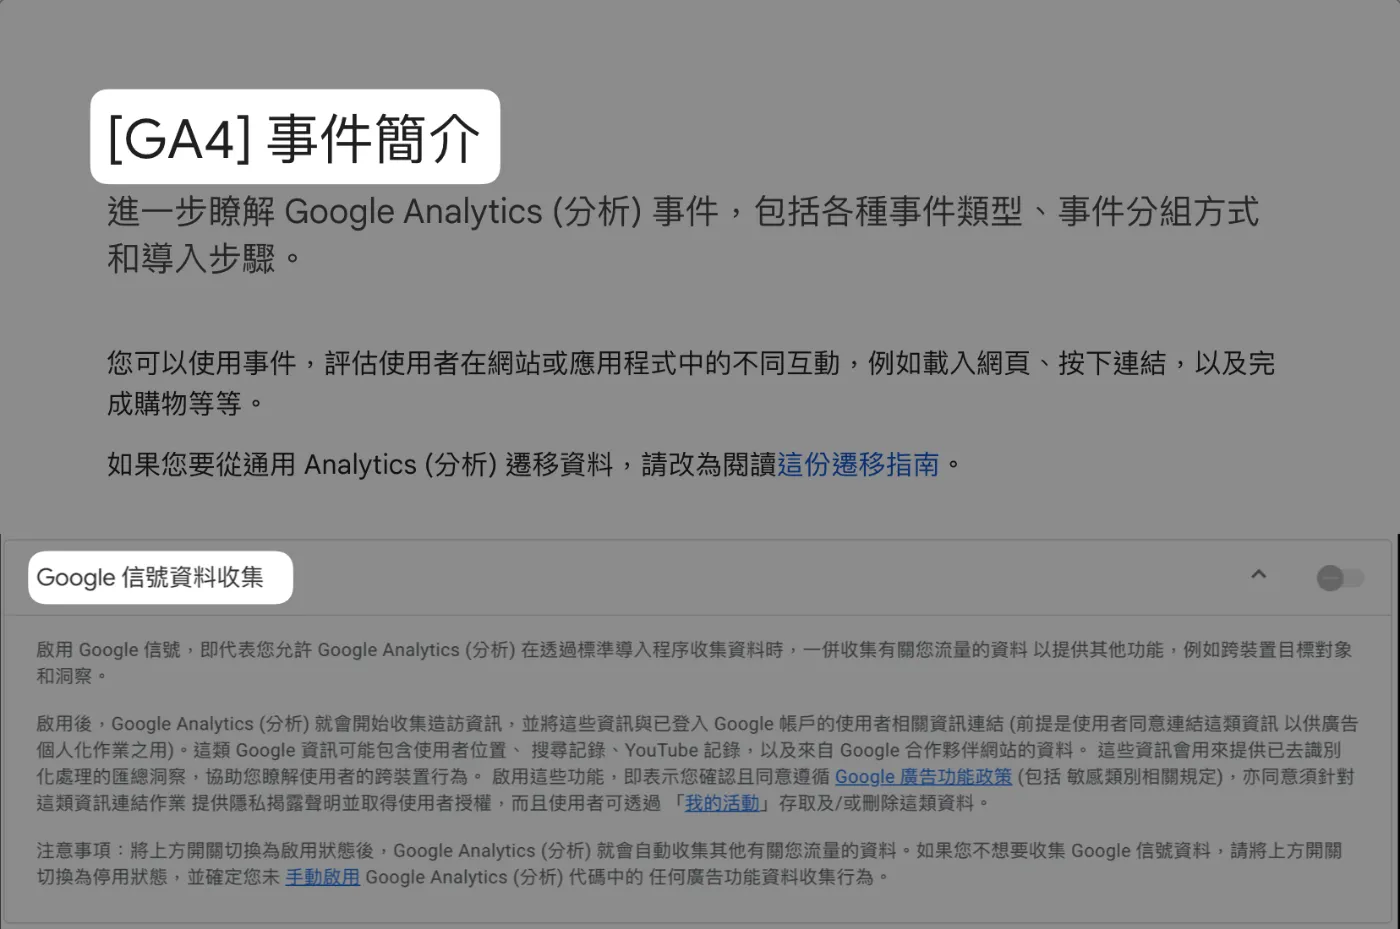 [GA4] 事件簡介
進一步瞭解 Google Analytics (分析) 事件，包括各種事件類型、事件分組方式
和導入步驟。
您可以使用事件，評估使用者在網站或應用程式中的不同互動，例如載入網頁、按下連結，以及完
成購物等等。
如果您要從通用 Analytics (分析) 遷移資料，請改為閱讀這份遷移指南。
Google 信號資料收集
啟用 Google 信號，即代表您允許 Google Analytics (分析) 在透過標準導入程序收集資料時，一併收集有關您流量的資料 以提供其他功能，例如跨裝置目標對象
和洞察。
啟用後，Google Analytics (分析) 就會開始收集造訪資訊，並將這些資訊與已登入 Google 帳戶的使用者相關資訊連結 (前提是使用者同意連結這類資訊 以供廣告
個人化作業之用)。這類 Google 資訊可能包含使用者位置、 搜尋記錄、YouTube 記錄，以及來自 Google 合作夥伴網站的資料。 這些資訊會用來提供已去識別
化處理的匯總洞察，協助您瞭解使用者的跨裝置行為。 啟用這些功能，即表示您確認且同意遵循 Google 廣告功能政策 (包括 敏感類別相關規定)，亦同意須針對
這類資訊連結作業 提供隱私揭露聲明並取得使用者授權，而且使用者可透過 「我的活動」存取及/或刪除這類資料。
注意事項：將上方開關切換為啟用狀態後，Google Analytics (分析) 就會自動收集其他有關您流量的資料。如果您不想要收集 Google 信號資料，請將上方開關
切換為停用狀態，並確定您未 手動啟用 Google Analytics (分析) 代碼中的 任何廣告功能資料收集行為。